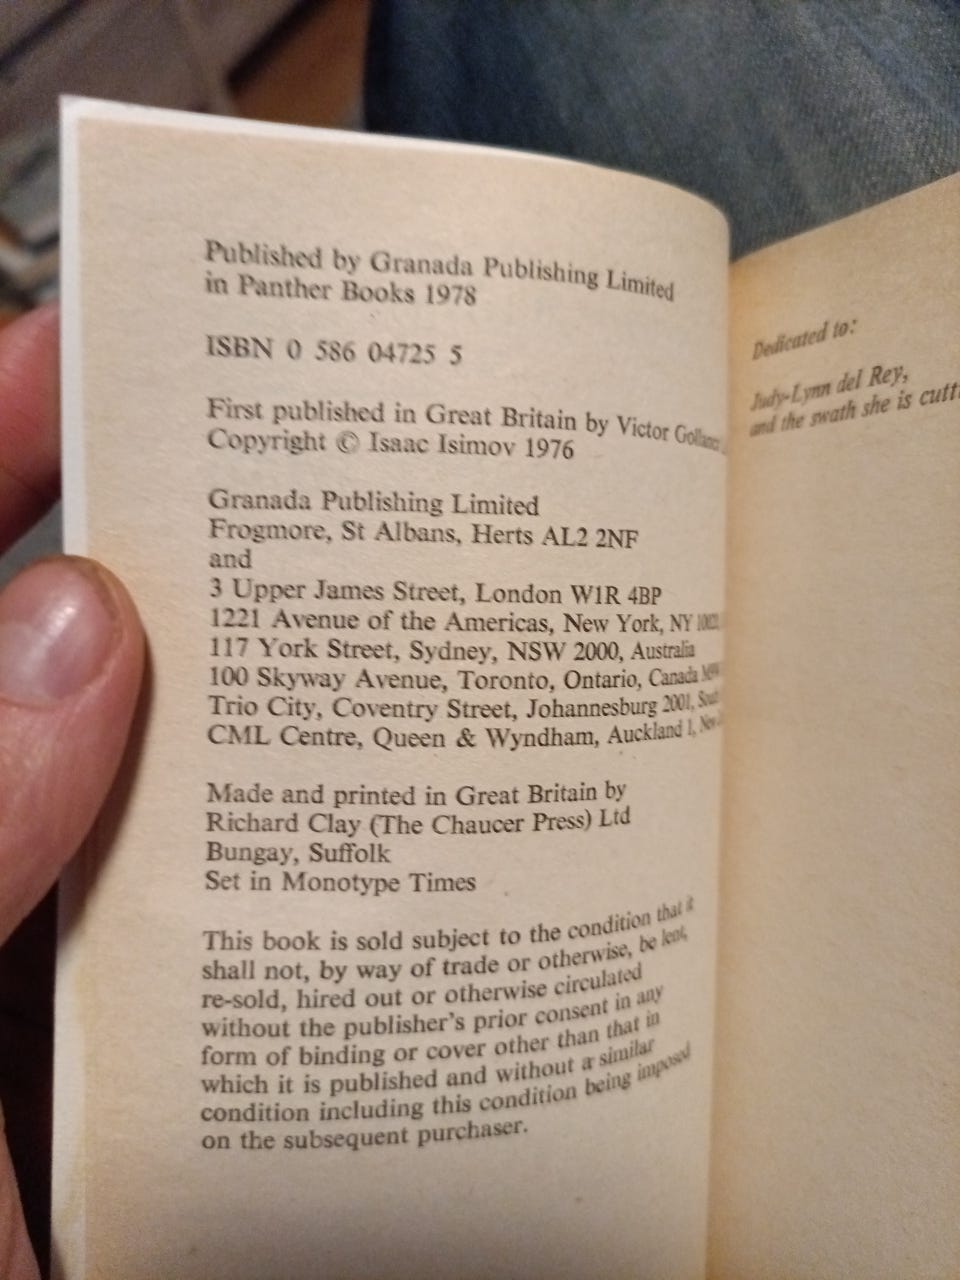 Published by Granada Publishing Limited
in Panther Books 1978
ISBN 0 586 04725 5
First published in Great Britain by Victor Gollancz
Copyright © Isaac Isimov 1976
Granada Publishing Limited
Frogmore, St Albans, Herts AL2 2NF
and
3 Upper James Street, London W1R 4BP
1221 Avenue of the Americas, New York, NY
117 York Street, Sydney, NSW 2000, Australia
100 Skyway Avenue, Toronto, Ontario, Canada
Trio City, Coventry Street, Johannesburg 2001,
CML Centre, Queen & Wyndham, Auckland 1,
Made and printed in Great Britain by
Richard Clay (The Chaucer Press) Ltd
Bungay, Suffolk
Set in Monotype Times
This book is sold subject to the condition that it
shall not, by way of trade or otherwise, be lent,
re-sold, hired out or otherwise circulated
without the publisher's prior consent in any
form of binding or cover other than that in
which it is published and without a similar
condition including this condition being imposed
on the subsequent purchaser.
Dedicated to:
Judy-Lynn del Rey,
and the swath she is